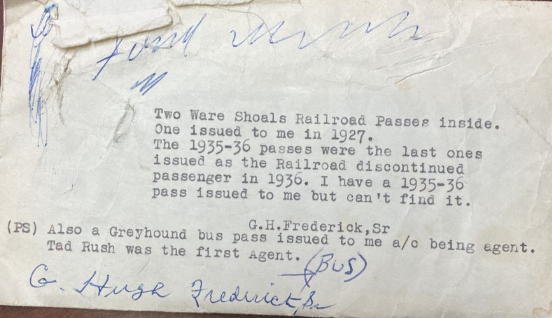 Two Ware Shoals Railroad Passes inside.
One issued to me in 1927.
The 1935-36 passes were the last ones
issued as the Railroad discontinued
passenger in 1936. I have a 1935-36
pass issued to me but can't find it.
G.H.Frederick,Sr
(PS) Also a Greyhound bus pass issued to me a/c being agent.
Tad Rush was the first Agent.
(BUS)
G. Hugh Frederick, Sr